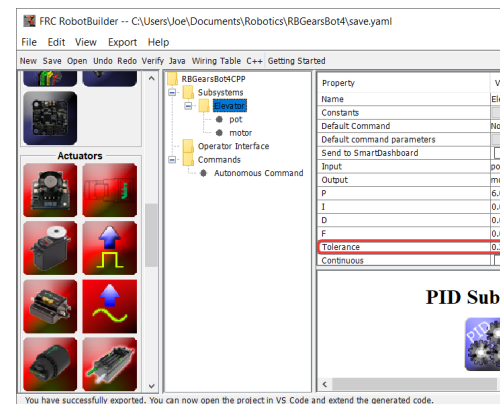 FRC RobotBuilder -- C:\Users\Joe\Documents\Robotics\RBGearsBot4\save.yaml
File Edit View Export Help
New Save Open Undo Redo Verify Java Wiring Table C++ Getting Started
Actuators
RBGearsBot4CPP
Subsystems
Elevator
pot
motor
Operator Interface
Commands
Autonomous Command
Property
Name
Constants
Default Command
Default command parameters
Send to SmartDashboard
Input
Output
P
I
D
F
Tolerance
Continuous
PID Sub
PID
You have successfully exported. You can now open the project in VS Code and extend the generated code.